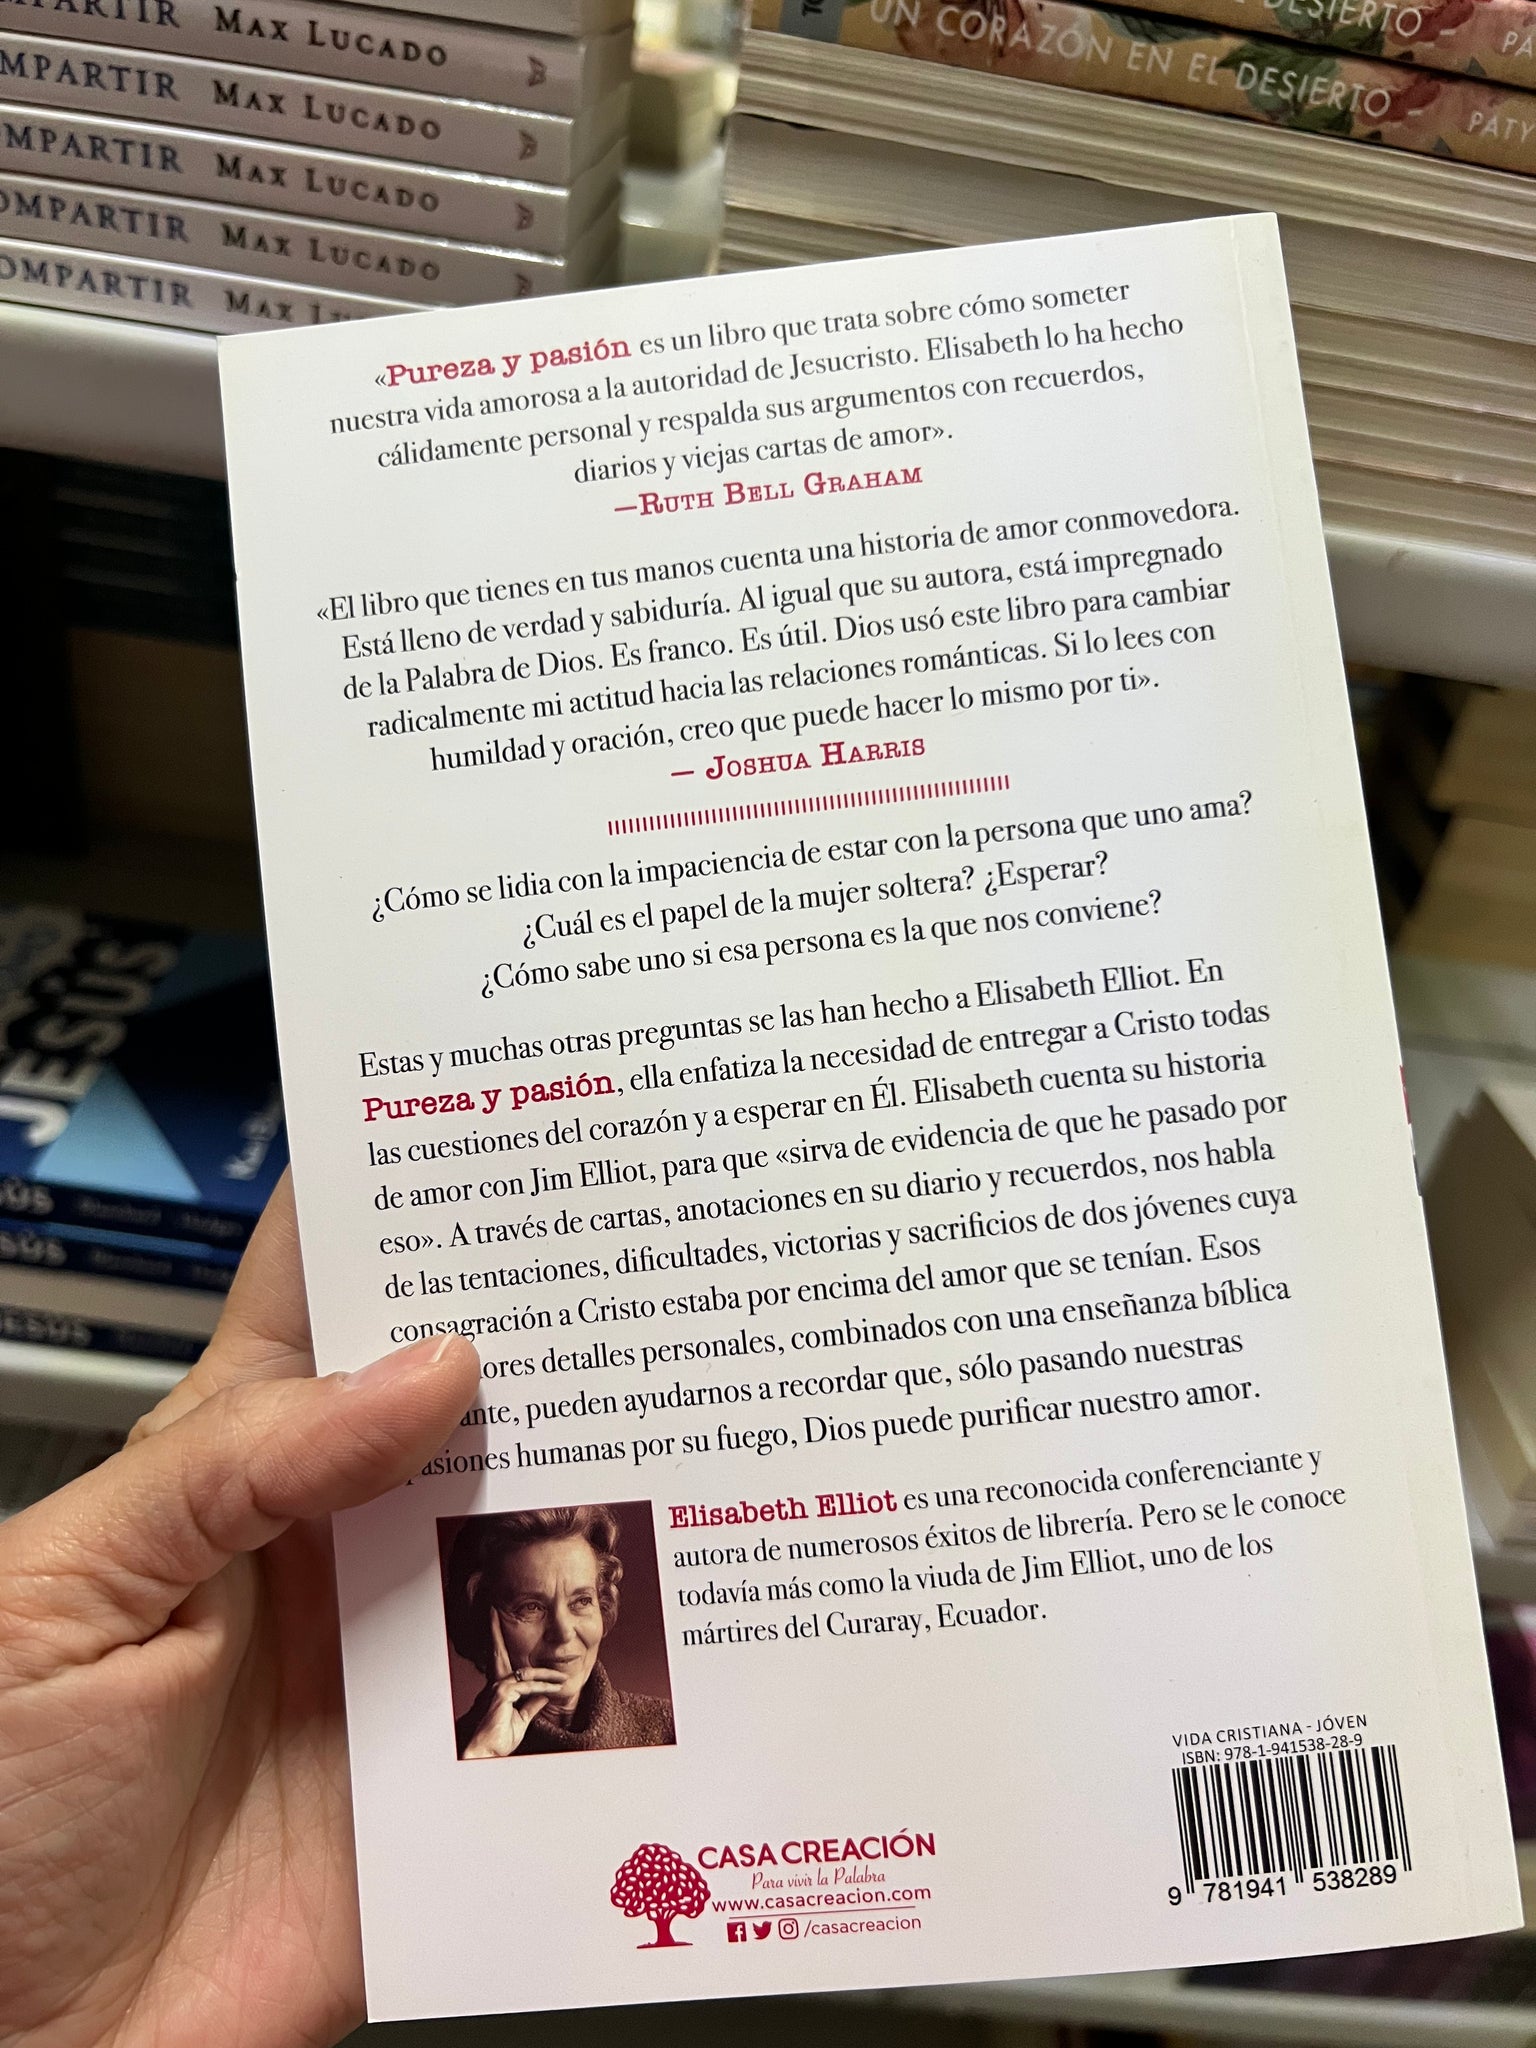 MAX LUCADO
MPARTIR MAX LUCADO
MPARTIR MAX LUCADO
OMPARTIR MAX LUCADO
OMPARTIR MAX
DESIERTO
UN CORAZÓN EN EL DESIERTO - PATY
«Pureza y pasión es un libro que trata sobre cómo someter
nuestra vida amorosa a la autoridad de Jesucristo. Elisabeth lo ha hecho
cálidamente personal y respalda sus argumentos con recuerdos,
diarios y viejas cartas de amor».
—RUTH BELL GRAHAM
«El libro que tienes en tus manos cuenta una historia de amor conmovedora.
Está lleno de verdad y sabiduría. Al igual que su autora, está impregnado
de la Palabra de Dios. Es franco. Es útil. Dios usó este libro para cambiar
radicalmente mi actitud hacia las relaciones románticas. Si lo lees con
humildad y oración, creo que puede hacer lo mismo por ti».
— JOSHUA HARRIS
¿Cómo se lidia con la impaciencia de estar con la persona que uno ama?
¿Cuál es el papel de la mujer soltera? ¿Esperar?
¿Cómo sabe uno si esa persona es la que nos conviene?
Estas y muchas otras preguntas se las han hecho a Elisabeth Elliot. En
Pureza y pasión, ella enfatiza la necesidad de entregar a Cristo todas
las cuestiones del corazón y a esperar en Él. Elisabeth cuenta su historia
de amor con Jim Elliot, para que «sirva de evidencia de que he pasado por
eso». A través de cartas, anotaciones en su diario y recuerdos, nos habla
de las tentaciones, dificultades, victorias y sacrificios de dos jóvenes cuya
consagración a Cristo estaba por encima del amor que se tenían. Esos
ores detalles personales, combinados con una enseñanza bíblica
ante, pueden ayudarnos a recordar que, sólo pasando nuestras
asiones humanas por su fuego, Dios puede purificar nuestro amor.
Elisabeth Elliot es una reconocida conferenciante y
autora de numerosos éxitos de librería. Pero se le conoce
todavía más como la viuda de Jim Elliot, uno de los
mártires del Curaray, Ecuador.
VIDA CRISTIANA - JÓVEN
ISBN: 978-1-941538-28-9
9 781941 538289
CASA CREACIÓN
Para vivir la Palabra
www.casacreacion.com
/casacreacion
JESÚS